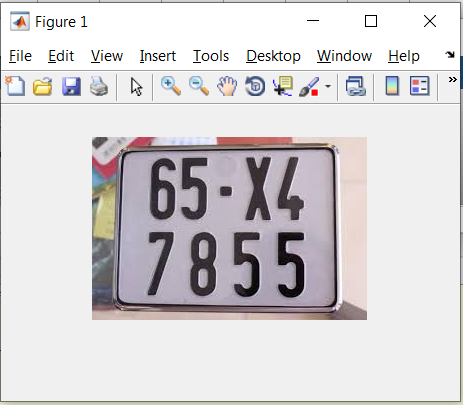 Figure 1
File Edit View Insert Tools Desktop Window Help
65-X4
7855